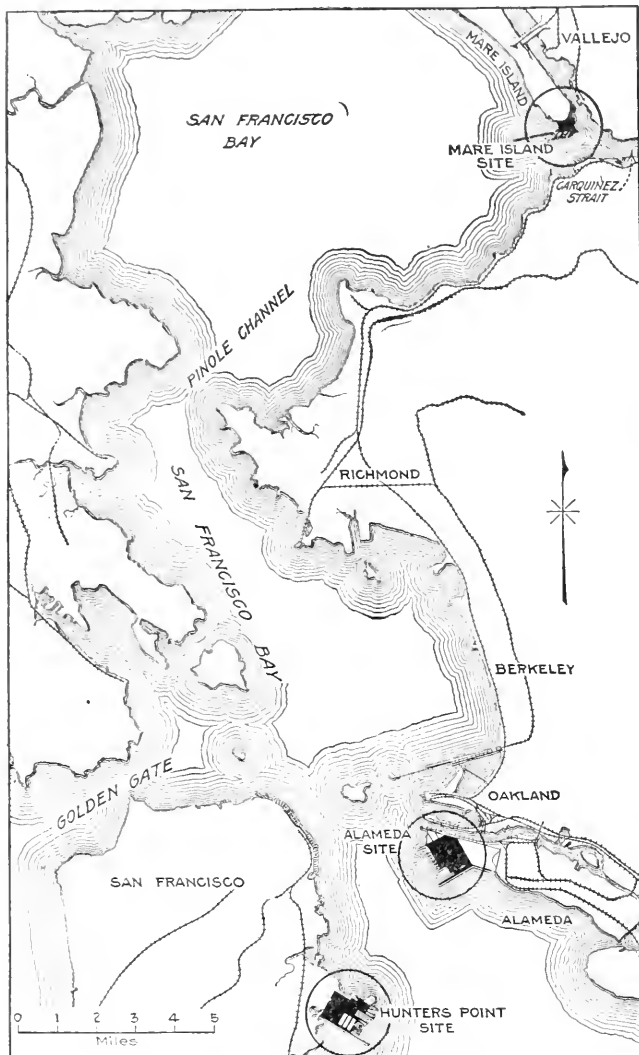 VALLEJO
MARE ISLAND
SAN FRANCISCO
BAY
MARE ISLAND
SITE
CARQUINEZ
STRAIT
PINOLE CHANNEL
RICHMOND
SAN FRANCISCO BAY
BERKELEY
GOLDEN GATE
OAKLAND
ALAMEDA
SITE
SAN FRANCISCO
ALAMEDA
HUNTERS POINT
SITE
0 1 2 3 4 5
Miles